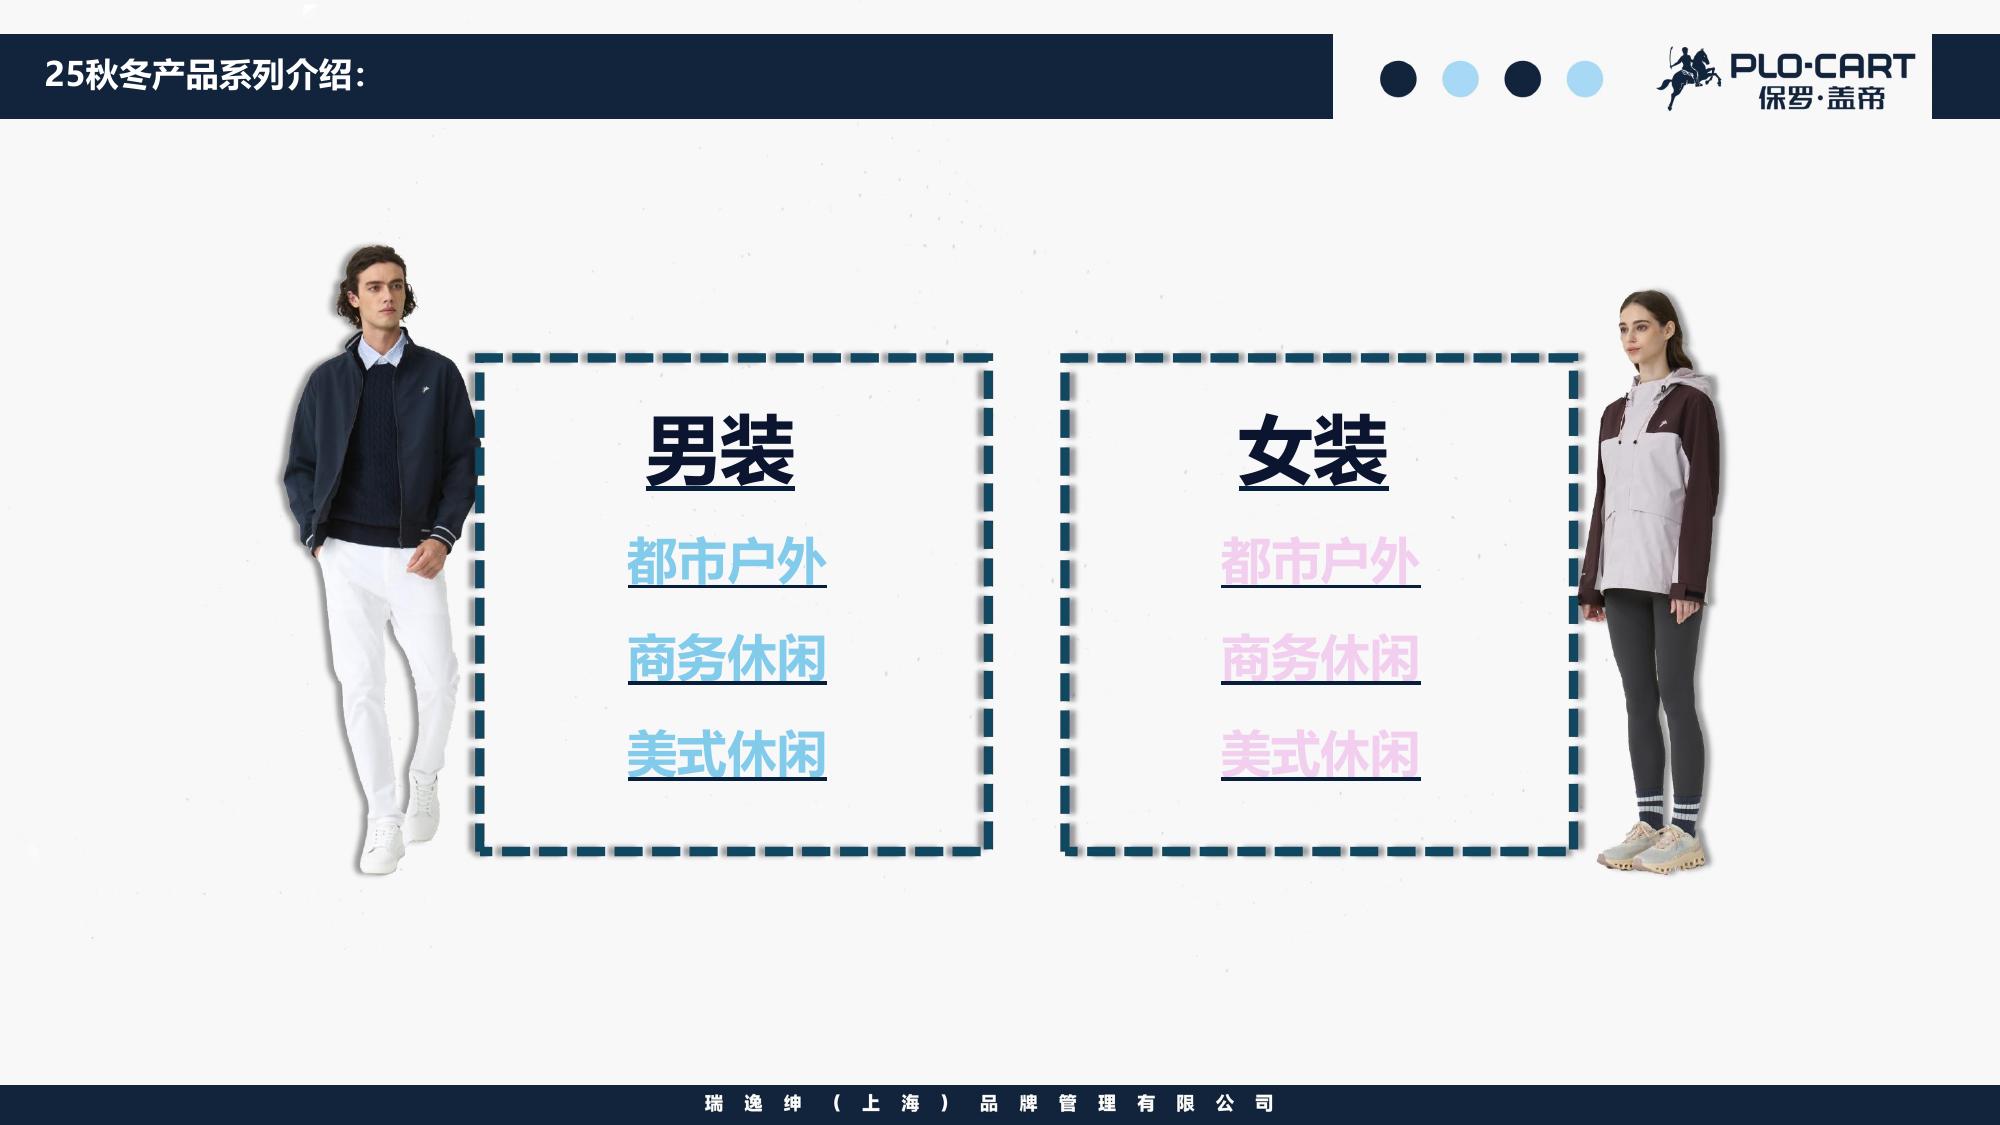 25秋冬产品系列介绍：
PLO·CART
保罗·盖帝
男装
都市户外
商务休闲
美式休闲
女装
都市户外
商务休闲
美式休闲
瑞逸绅（上海）品牌管理有限公司